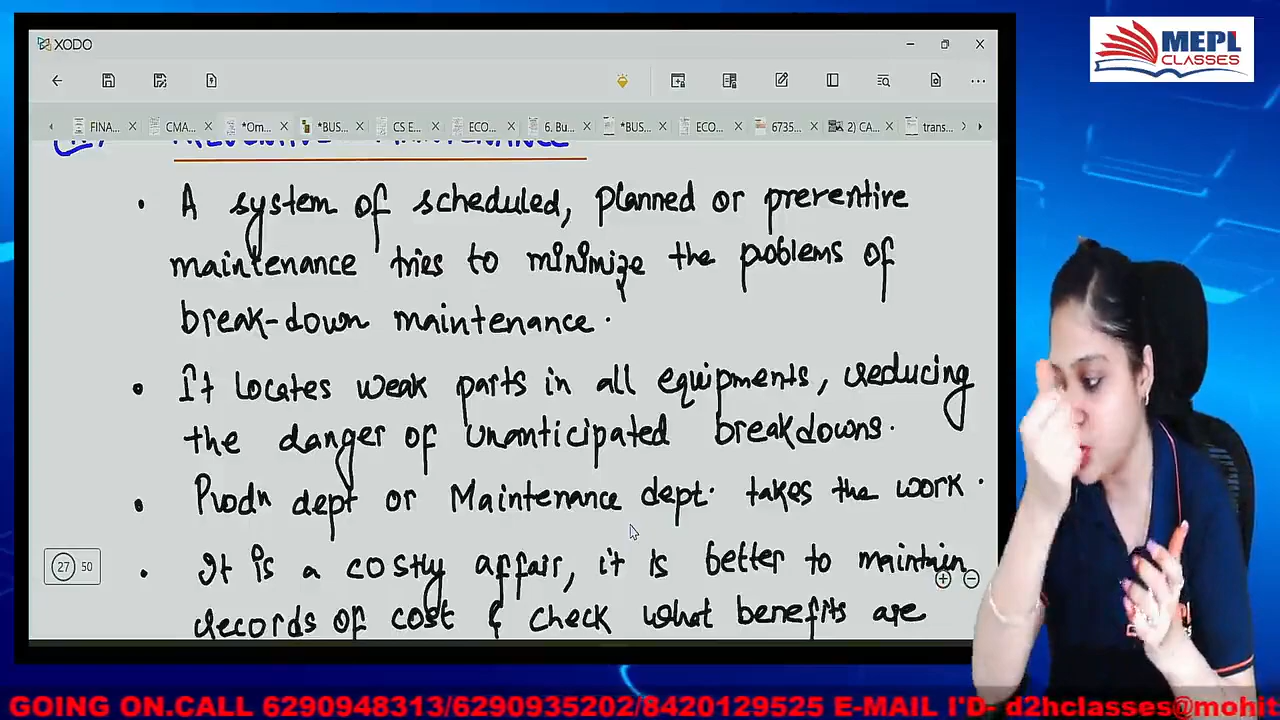 XODO
MEPL
CLASSES
FINA...
CMA...
*Om...
*BUS...
CS E...
ECO...
6. Bu...
*BUS...
ECO...
6735...
2) CA...
trans...
MAINTENANCE
• A system of scheduled, planned or preventive
maintenance tries to minimize the problems of
break-down maintenance.
• It locates weak parts in all equipments, reducing
the danger of unanticipated breakdowns.
• Prodn dept or Maintenance dept. takes the work.
• It is a costly affair, it is better to maintain
records of cost & check what benefits are
27 50
GOING ON.CALL 6290948313/6290935202/8420129525 E-MAIL I'D- d2hclasses@mohit